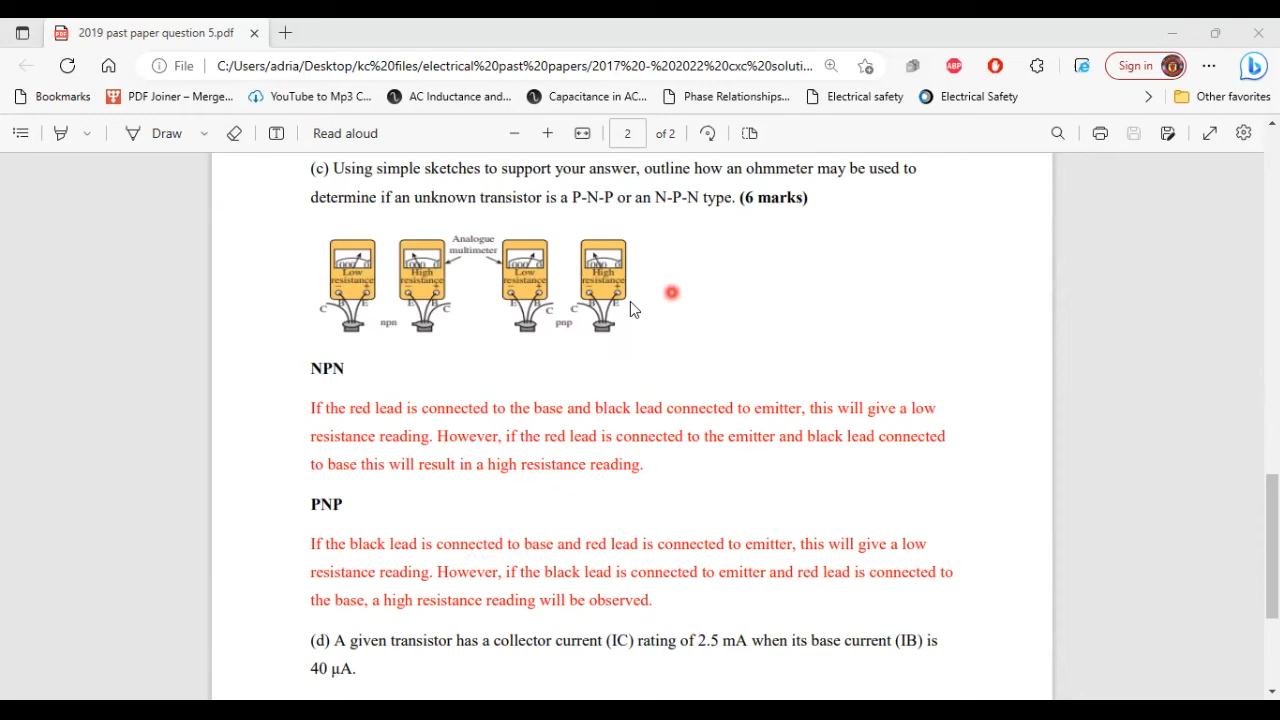 2019 past paper question 5.pdf
File
C:/Users/adria/Desktop/kc%20files/electrical%20past%20papers/2017%20-%202022%20cxc%20soluti...
ABP
Sign in
Bookmarks
PDF Joiner – Merge...
YouTube to Mp3 C...
AC Inductance and...
Capacitance in AC...
Phase Relationships...
Electrical safety
Electrical Safety
Other favorites
Draw
Read aloud
2
of 2
(c) Using simple sketches to support your answer, outline how an ohmmeter may be used to
determine if an unknown transistor is a P-N-P or an N-P-N type. (6 marks)
Analogue
multimeter
Low
resistance
High
resistance
Low
resistance
High
resistance
C B E
E B C
E B C
C B E
npn
pnp
NPN
If the red lead is connected to the base and black lead connected to emitter, this will give a low
resistance reading. However, if the red lead is connected to the emitter and black lead connected
to base this will result in a high resistance reading.
PNP
If the black lead is connected to base and red lead is connected to emitter, this will give a low
resistance reading. However, if the black lead is connected to emitter and red lead is connected to
the base, a high resistance reading will be observed.
(d) A given transistor has a collector current (IC) rating of 2.5 mA when its base current (IB) is
40 μA.